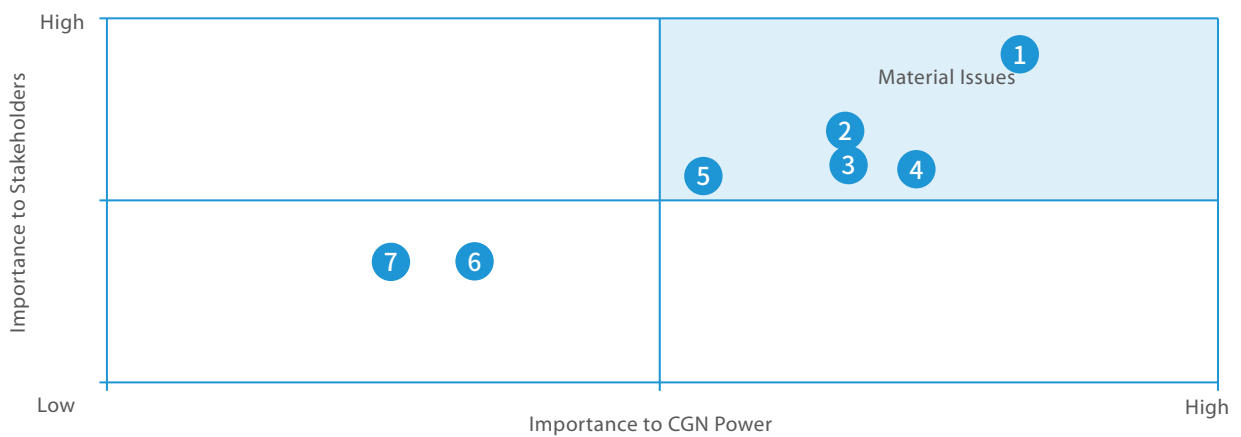 High
1
Material Issues
2
3
4
5
7
6
Importance to Stakeholders
Low
High
Importance to CGN Power